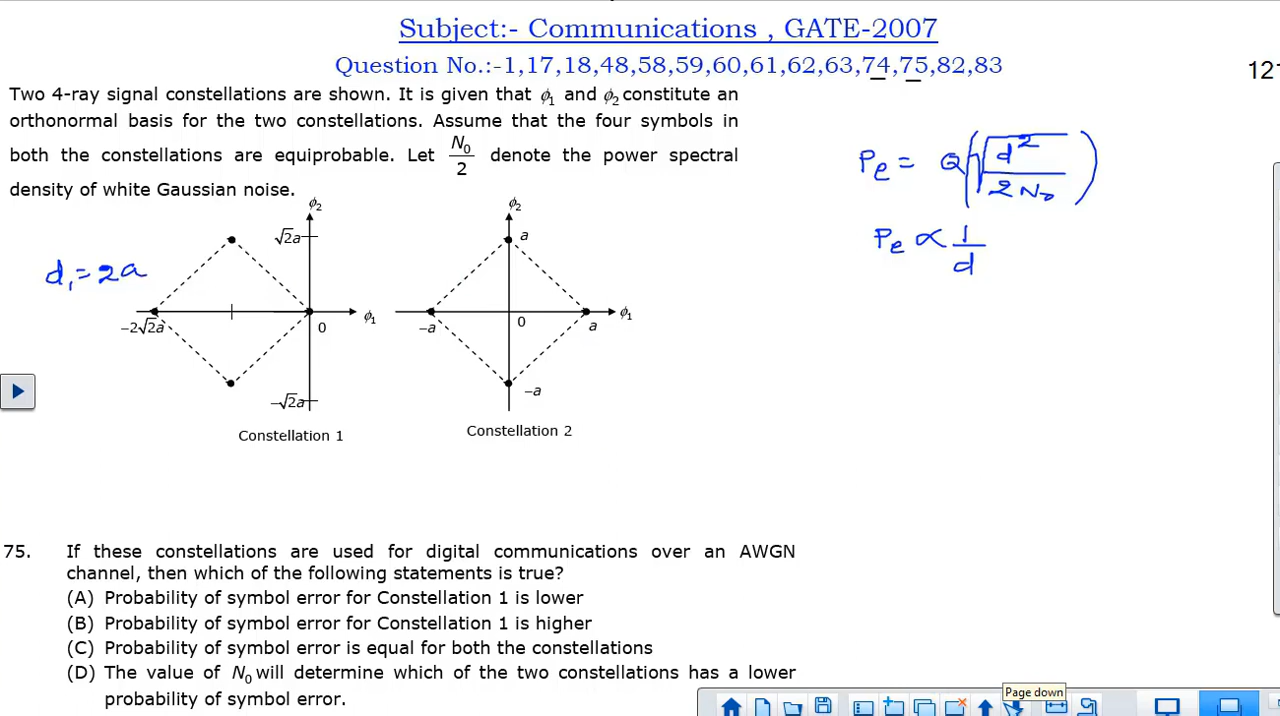 Subject:- Communications , GATE-2007
Question No.:-1,17,18,48,58,59,60,61,62,63,74,75,82,83
12
Two 4-ray signal constellations are shown. It is given that ϕ₁ and ϕ₂ constitute an
orthonormal basis for the two constellations. Assume that the four symbols in
both the constellations are equiprobable. Let N₀/2 denote the power spectral
density of white Gaussian noise.
Pe = Q(√(d²/2N₀))
Pe ∝ 1/d
d₁ = 2a
ϕ₂
√2a
ϕ₁
-2√2a
0
-√2a
Constellation 1
ϕ₂
a
ϕ₁
-a
0
a
-a
Constellation 2
75. If these constellations are used for digital communications over an AWGN
channel, then which of the following statements is true?
(A) Probability of symbol error for Constellation 1 is lower
(B) Probability of symbol error for Constellation 1 is higher
(C) Probability of symbol error is equal for both the constellations
(D) The value of N₀ will determine which of the two constellations has a lower
probability of symbol error.
Page down